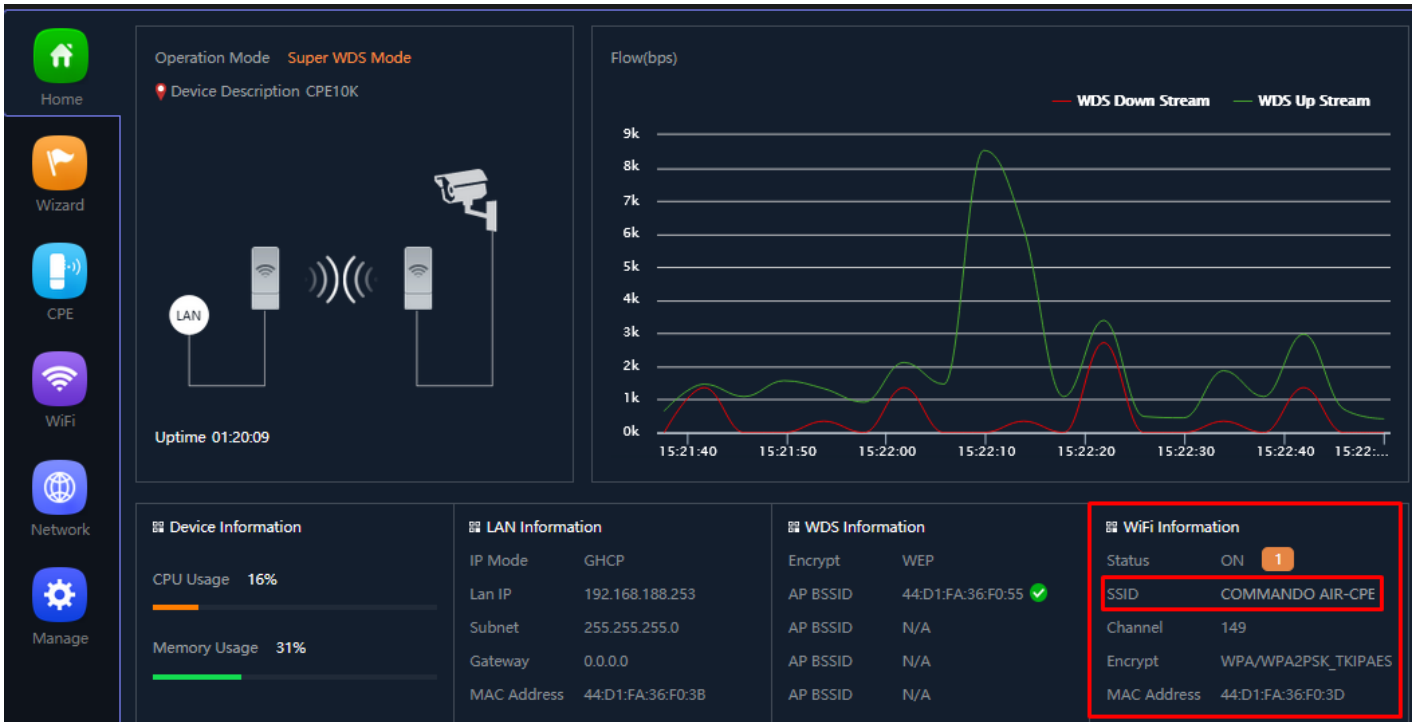 Home
Wizard
CPE
WiFi
Network
Manage
Operation Mode Super WDS Mode
Device Description CPE10K
LAN
Uptime 01:20:09
Flow(bps)
WDS Down Stream WDS Up Stream
9k
8k
7k
6k
5k
4k
3k
2k
1k
0k
15:21:40 15:21:50 15:22:00 15:22:10 15:22:20 15:22:30 15:22:40 15:22:...
Device Information
CPU Usage 16%
Memory Usage 31%
LAN Information
IP Mode GHCP
Lan IP 192.168.188.253
Subnet 255.255.255.0
Gateway 0.0.0.0
MAC Address 44:D1:FA:36:F0:3B
WDS Information
Encrypt WEP
AP BSSID 44:D1:FA:36:F0:55
AP BSSID N/A
AP BSSID N/A
AP BSSID N/A
WiFi Information
Status ON 1
SSID COMMANDO AIR-CPE
Channel 149
Encrypt WPA/WPA2PSK_TKIPAES
MAC Address 44:D1:FA:36:F0:3D